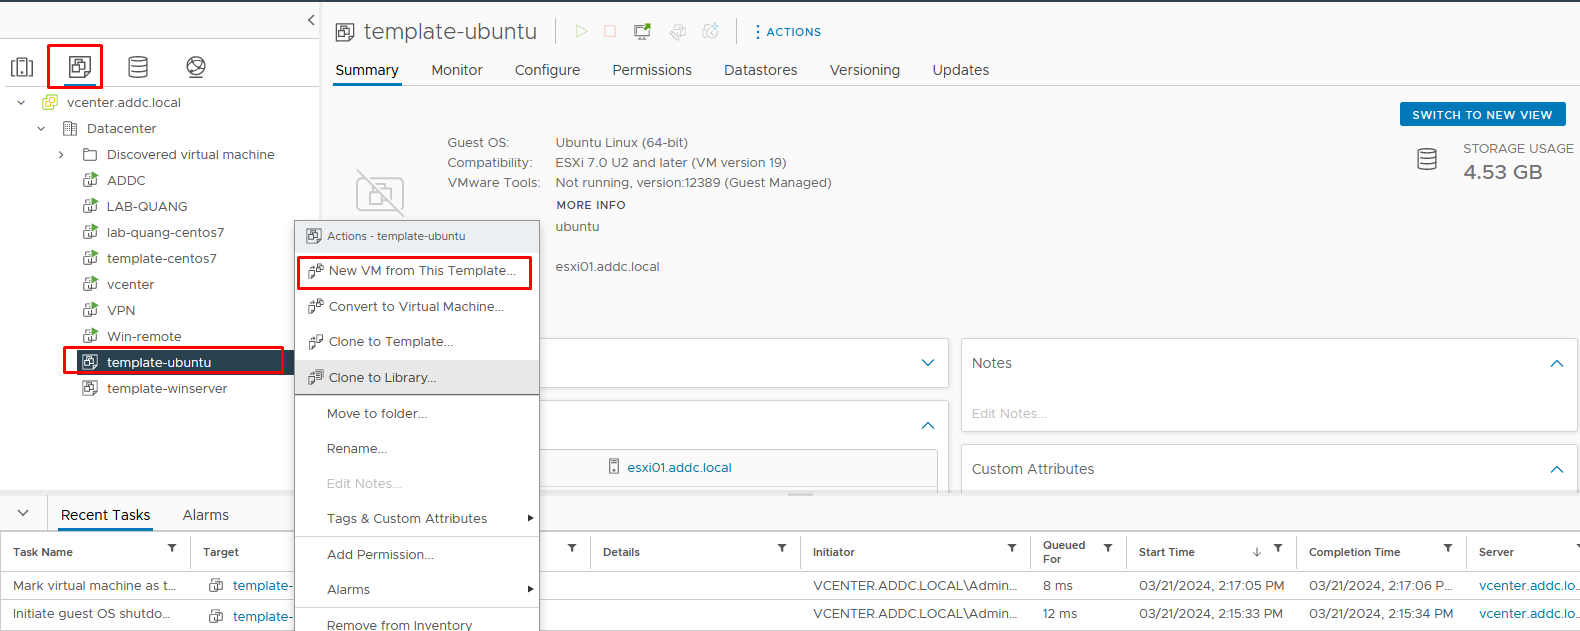 template-ubuntu
ACTIONS
Summary Monitor Configure Permissions Datastores Versioning Updates
vcenter.addc.local
Datacenter
Discovered virtual machine
ADDC
LAB-QUANG
lab-quang-centos7
template-centos7
vcenter
VPN
Win-remote
template-ubuntu
template-winserver
SWITCH TO NEW VIEW
Guest OS: Ubuntu Linux (64-bit)
Compatibility: ESXi 7.0 U2 and later (VM version 19)
VMware Tools: Not running, version:12389 (Guest Managed)
MORE INFO
ubuntu
esxi01.addc.local
STORAGE USAGE
4.53 GB
Actions - template-ubuntu
New VM from This Template...
Convert to Virtual Machine...
Clone to Template...
Clone to Library...
Move to folder...
Rename...
Edit Notes...
Tags & Custom Attributes
Add Permission...
Alarms
Remove from Inventory
esxi01.addc.local
Notes
Edit Notes...
Custom Attributes
Recent Tasks Alarms
Task Name Target Details Initiator Queued For Start Time Completion Time Server
Mark virtual machine as t... template- VCENTER.ADDC.LOCAL\Admin... 8 ms 03/21/2024, 2:17:05 PM 03/21/2024, 2:17:06 P... vcenter.addc.lo...
Initiate guest OS shutdo... template- VCENTER.ADDC.LOCAL\Admin... 12 ms 03/21/2024, 2:15:33 PM 03/21/2024, 2:15:34 PM vcenter.addc.lo...